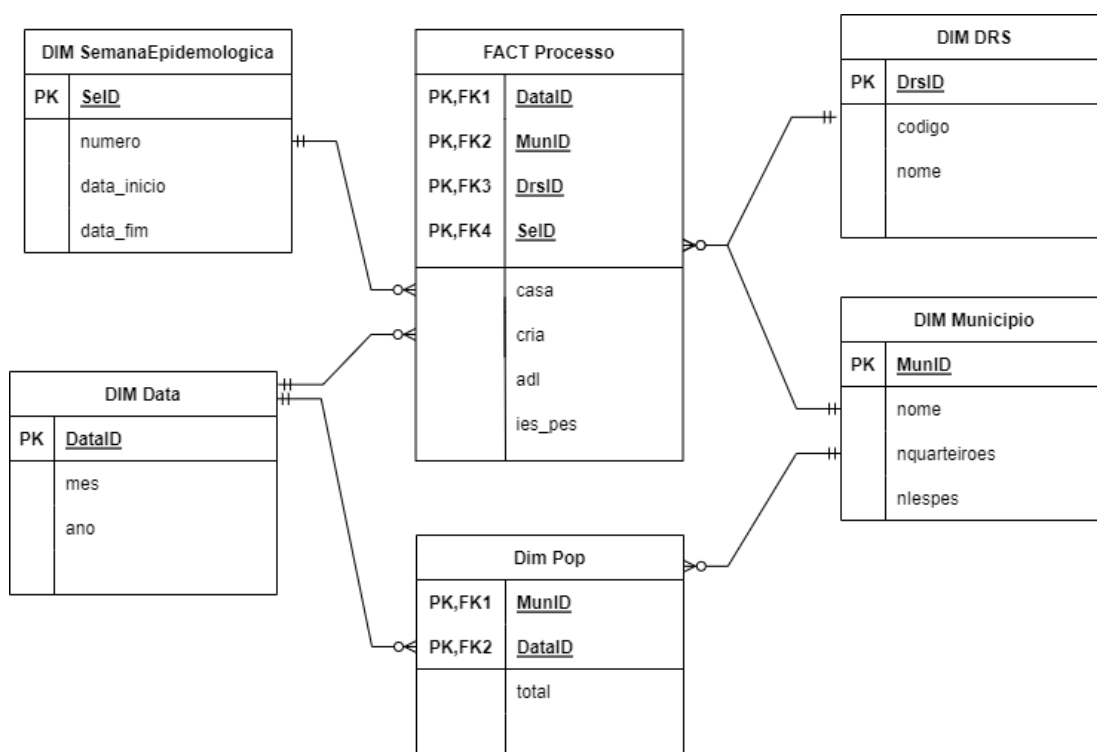 DIM SemanaEpidemologica
PK SeID
numero
data_inicio
data_fim
FACT Processo
PK,FK1 DataID
PK,FK2 MunID
PK,FK3 DrsID
PK,FK4 SeID
casa
cria
adl
ies_pes
DIM DRS
PK DrsID
codigo
nome
DIM Data
PK DataID
mes
ano
DIM Municipio
PK MunID
nome
nquarteiroes
nlespes
Dim Pop
PK,FK1 MunID
PK,FK2 DataID
total